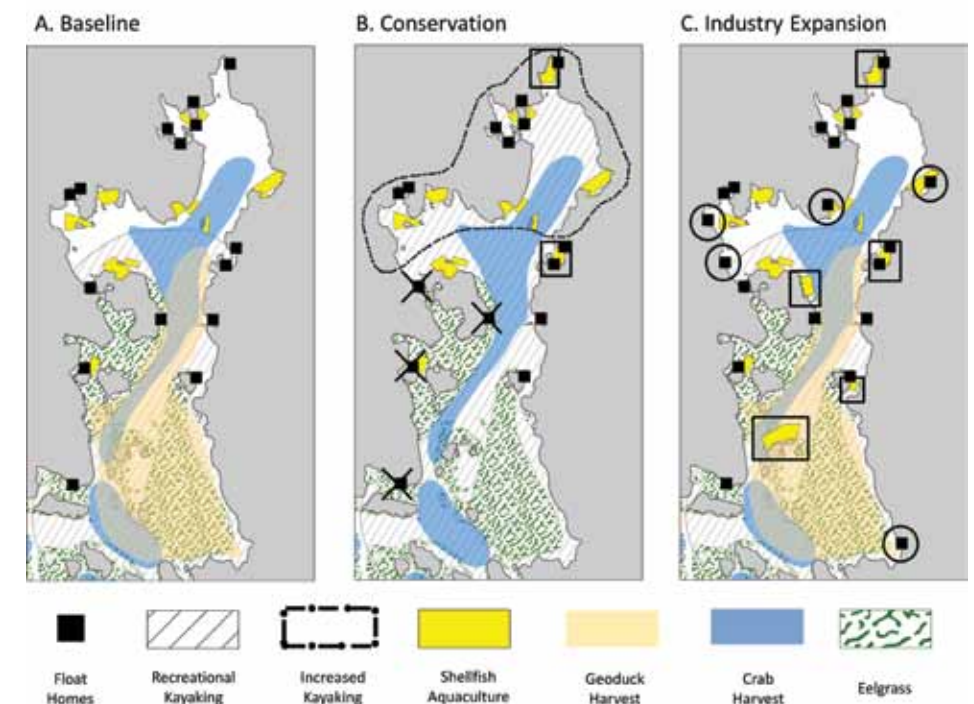 A. Baseline
B. Conservation
C. Industry Expansion
Float
Homes
Recreational
Kayaking
Increased
Kayaking
Shellfish
Aquaculture
Geoduck
Harvest
Crab
Harvest
Eelgrass